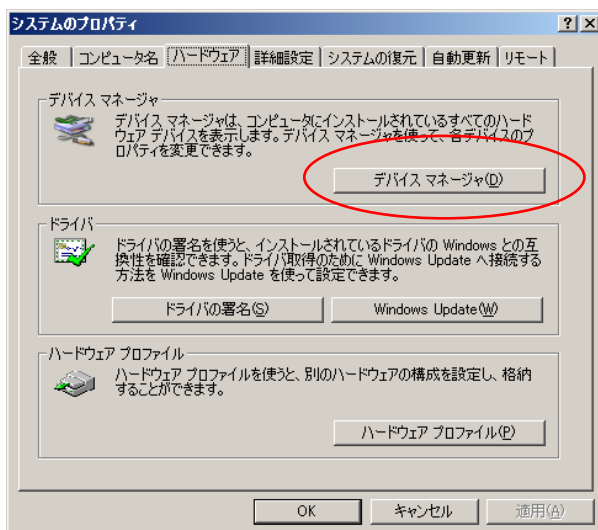 システムのプロパティ
全般 コンピュータ名 ハードウェア 詳細設定 システムの復元 自動更新 リモート
デバイス マネージャ
デバイス マネージャは、コンピュータにインストールされているすべてのハード
ウェア デバイスを表示します。デバイス マネージャを使って、各デバイスのプ
ロパティを変更できます。
デバイス マネージャ(D)
ドライバ
ドライバの署名を使うと、インストールされているドライバの Windows との互
換性を確認できます。ドライバ取得のために Windows Update へ接続する
方法を Windows Update を使って設定できます。
ドライバの署名(S) Windows Update(W)
ハードウェア プロファイル
ハードウェア プロファイルを使うと、別のハードウェアの構成を設定し、格納
することができます。
ハードウェア プロファイル(P)
OK キャンセル 適用(A)